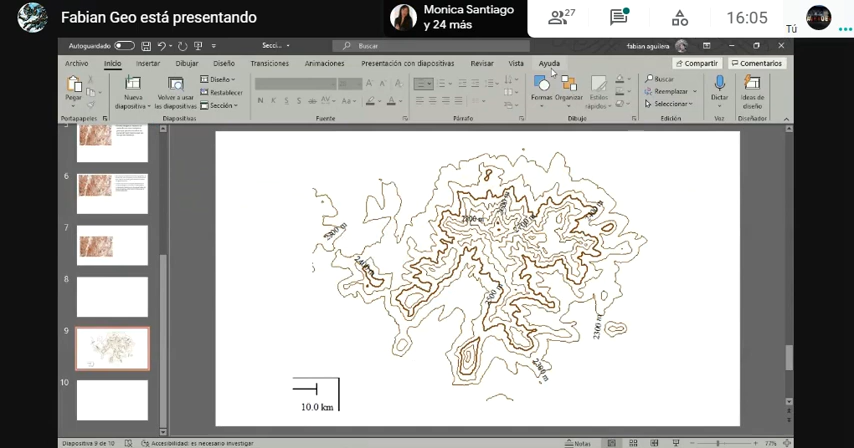 Fabian Geo está presentando
Monica Santiago
y 24 más
27
16:05
Tú
Autoguardado
Secci...
Buscar
fabian aguilera
Archivo Inicio Insertar Dibujar Diseño Transiciones Animaciones Presentación con diapositivas Revisar Vista Ayuda
Compartir Comentarios
Pegar
Nueva diapositiva
Volver a usar las diapositivas
Diseño
Restablecer
Sección
N K S
Formas Organizar Estilos rápidos
Buscar
Reemplazar
Seleccionar
Dictar
Ideas de diseño
Portapapeles Diapositivas Fuente Párrafo Dibujo Edición Voz Diseñador
6
7
8
9
10
2300 m
2300 m
10.0 km
Diapositiva 9 de 10
Accesibilidad: es necesario investigar
Notas
77%